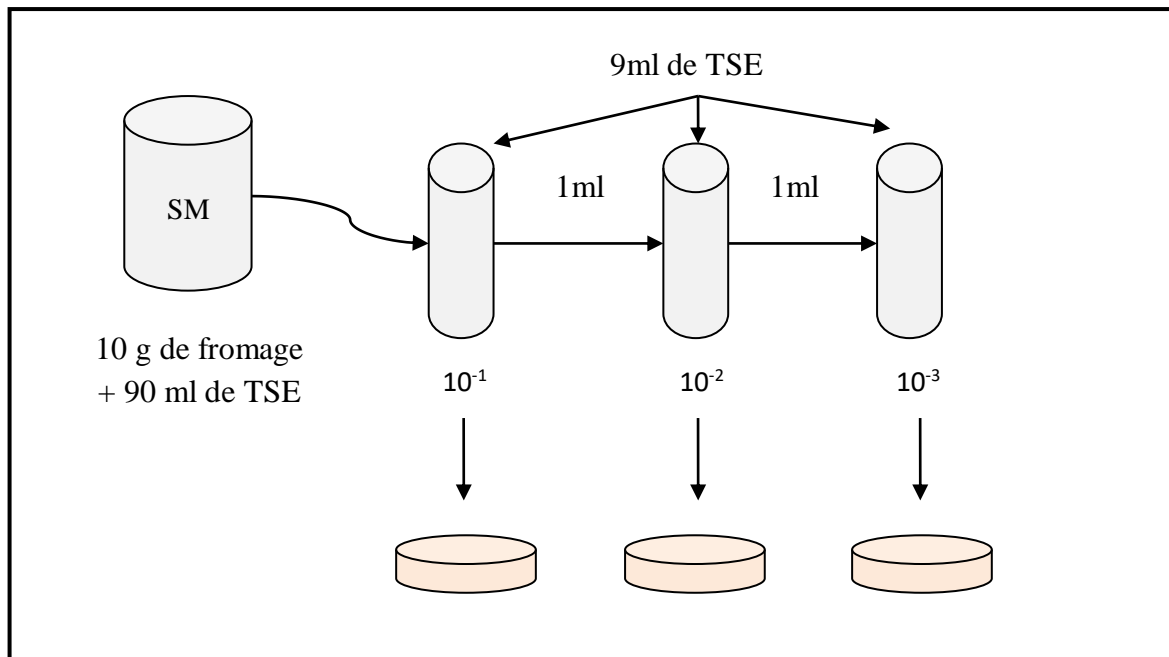 9ml de TSE
1ml
1ml
SM
10 g de fromage
+ 90 ml de TSE
10⁻¹
10⁻²
10⁻³